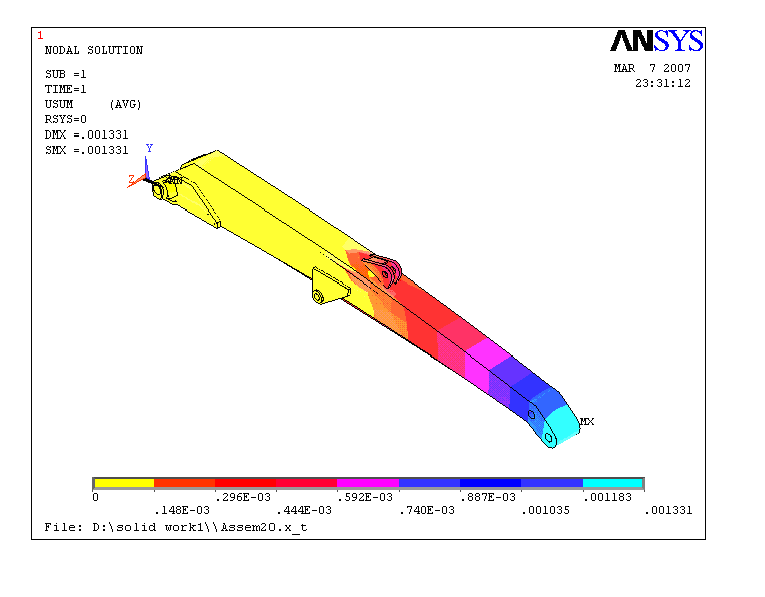 1
ANSYS
NODAL SOLUTION
MAR 7 2007
23:31:12
SUB =1
TIME=1
USUM (AVG)
RSYS=0
DMX =.001331
SMX =.001331
Y
Z
MX
0 .296E-03 .592E-03 .887E-03 .001183
.148E-03 .444E-03 .740E-03 .001035 .001331
File: D:\solid work1\\Assem20.x_t